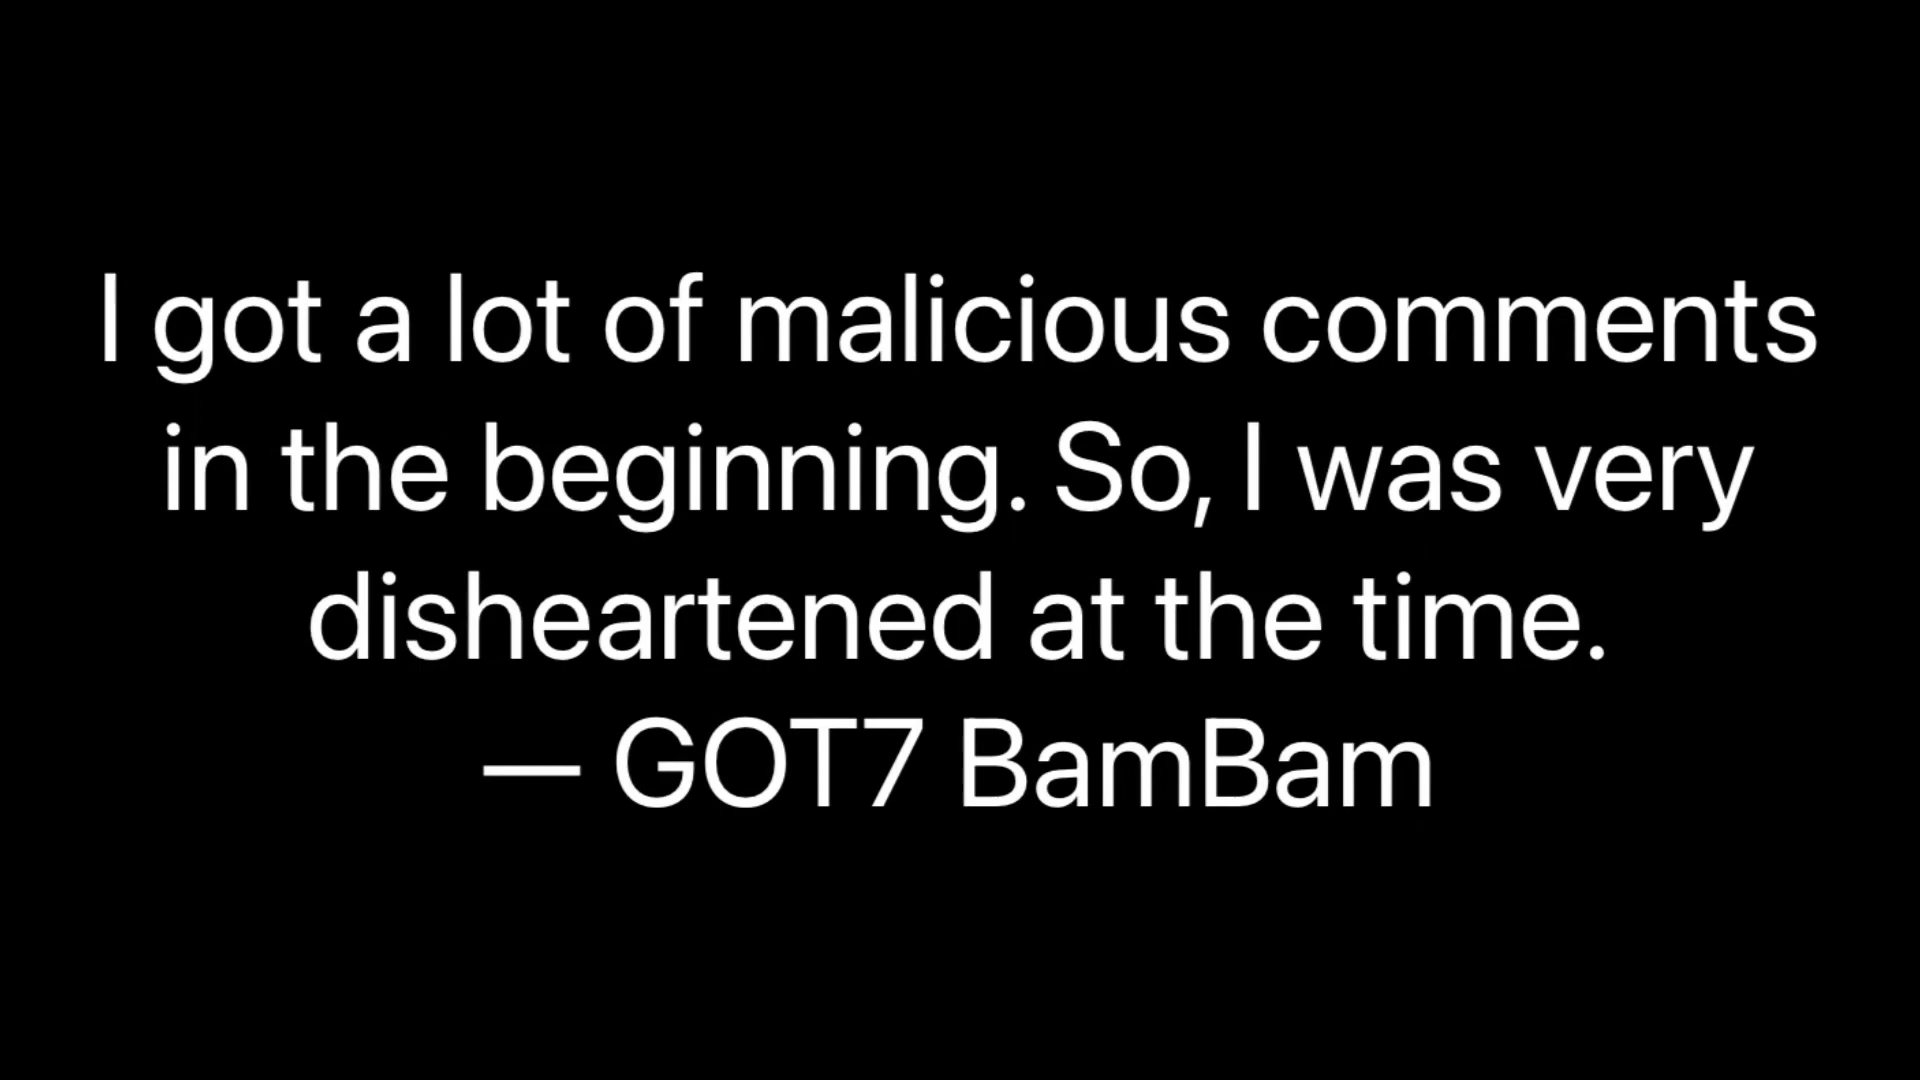 I got a lot of malicious comments
in the beginning. So, I was very
disheartened at the time.
— GOT7 BamBam